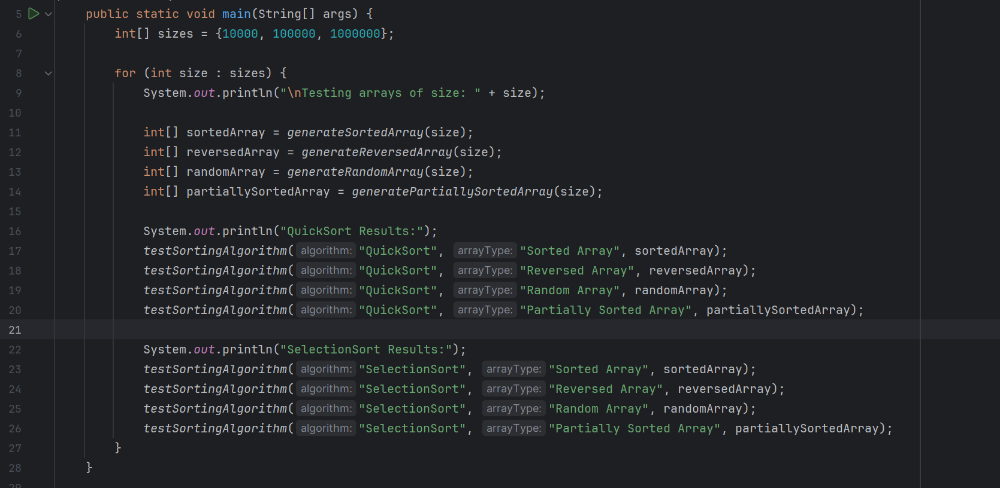 5 public static void main(String[] args) {
6 int[] sizes = {10000, 100000, 1000000};
7
8 for (int size : sizes) {
9 System.out.println("\nTesting arrays of size: " + size);
10
11 int[] sortedArray = generateSortedArray(size);
12 int[] reversedArray = generateReversedArray(size);
13 int[] randomArray = generateRandomArray(size);
14 int[] partiallySortedArray = generatePartiallySortedArray(size);
15
16 System.out.println("QuickSort Results:");
17 testSortingAlgorithm( algorithm: "QuickSort", arrayType: "Sorted Array", sortedArray);
18 testSortingAlgorithm( algorithm: "QuickSort", arrayType: "Reversed Array", reversedArray);
19 testSortingAlgorithm( algorithm: "QuickSort", arrayType: "Random Array", randomArray);
20 testSortingAlgorithm( algorithm: "QuickSort", arrayType: "Partially Sorted Array", partiallySortedArray);
21
22 System.out.println("SelectionSort Results:");
23 testSortingAlgorithm( algorithm: "SelectionSort", arrayType: "Sorted Array", sortedArray);
24 testSortingAlgorithm( algorithm: "SelectionSort", arrayType: "Reversed Array", reversedArray);
25 testSortingAlgorithm( algorithm: "SelectionSort", arrayType: "Random Array", randomArray);
26 testSortingAlgorithm( algorithm: "SelectionSort", arrayType: "Partially Sorted Array", partiallySortedArray);
27 }
28 }